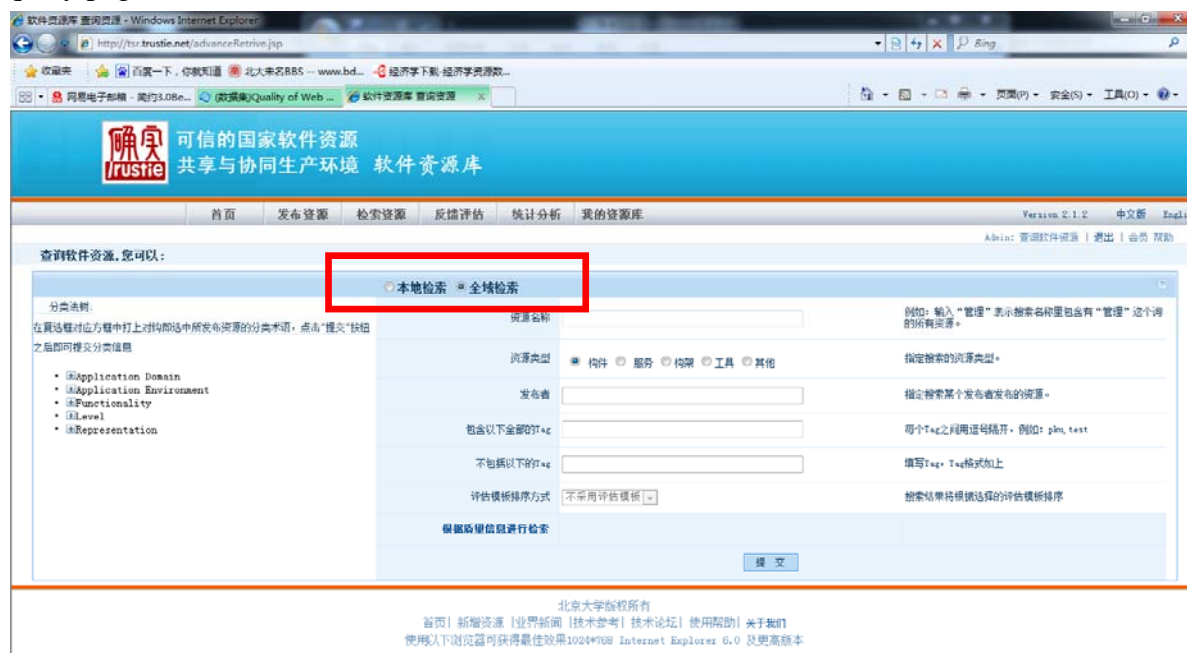 软件资源库 查询资源 - Windows Internet Explorer
http://tsr.trustie.net/advanceRetrive.jsp
Bing
收藏夹
百度一下，你就知道
北大未名BBS -- www.bd...
经济学下载-经济学资源数...
网易电子邮箱 - 简约3.0Be...
(数据集)Quality of Web ...
软件资源库 查询资源 x
页面(P)
安全(S)
工具(O)
确实
Trustie
可信的国家软件资源
共享与协同生产环境 软件资源库
首页 发布资源 检索资源 反馈评估 统计分析 我的资源库
Version 2.1.2 中文版 Engli
Admin: 查询软件资源 | 退出 | 会员 帮助
查询软件资源,您可以:
本地检索 全域检索
分类法树:
在复选框对应方框中打上对钩即选中所发布资源的分类术语，点击"提交"按钮
之后即可提交分类信息
Application Domain
Application Environment
Functionality
Level
Representation
资源名称
例如: 输入 "管理" 表示搜索名称里包含有 "管理" 这个词
的所有资源。
资源类型
构件 服务 构架 工具 其他
指定搜索的资源类型。
发布者
指定搜索某个发布者发布的资源。
包含以下全部的Tag
每个Tag之间用逗号隔开，例如: pkm, test
不包括以下的Tag
填写Tag，Tag格式如上
评估模板排序方式
不采用评估模板
搜索结果将根据选择的评估模板排序
根据质里信息进行检索
提 交
北京大学版权所有
首页| 新增资源 |业界新闻 |技术参考| 技术论坛| 使用帮助| 关于我们
使用以下浏览器可获得最佳效果1024*768 Internet Explorer 6.0 及更高版本